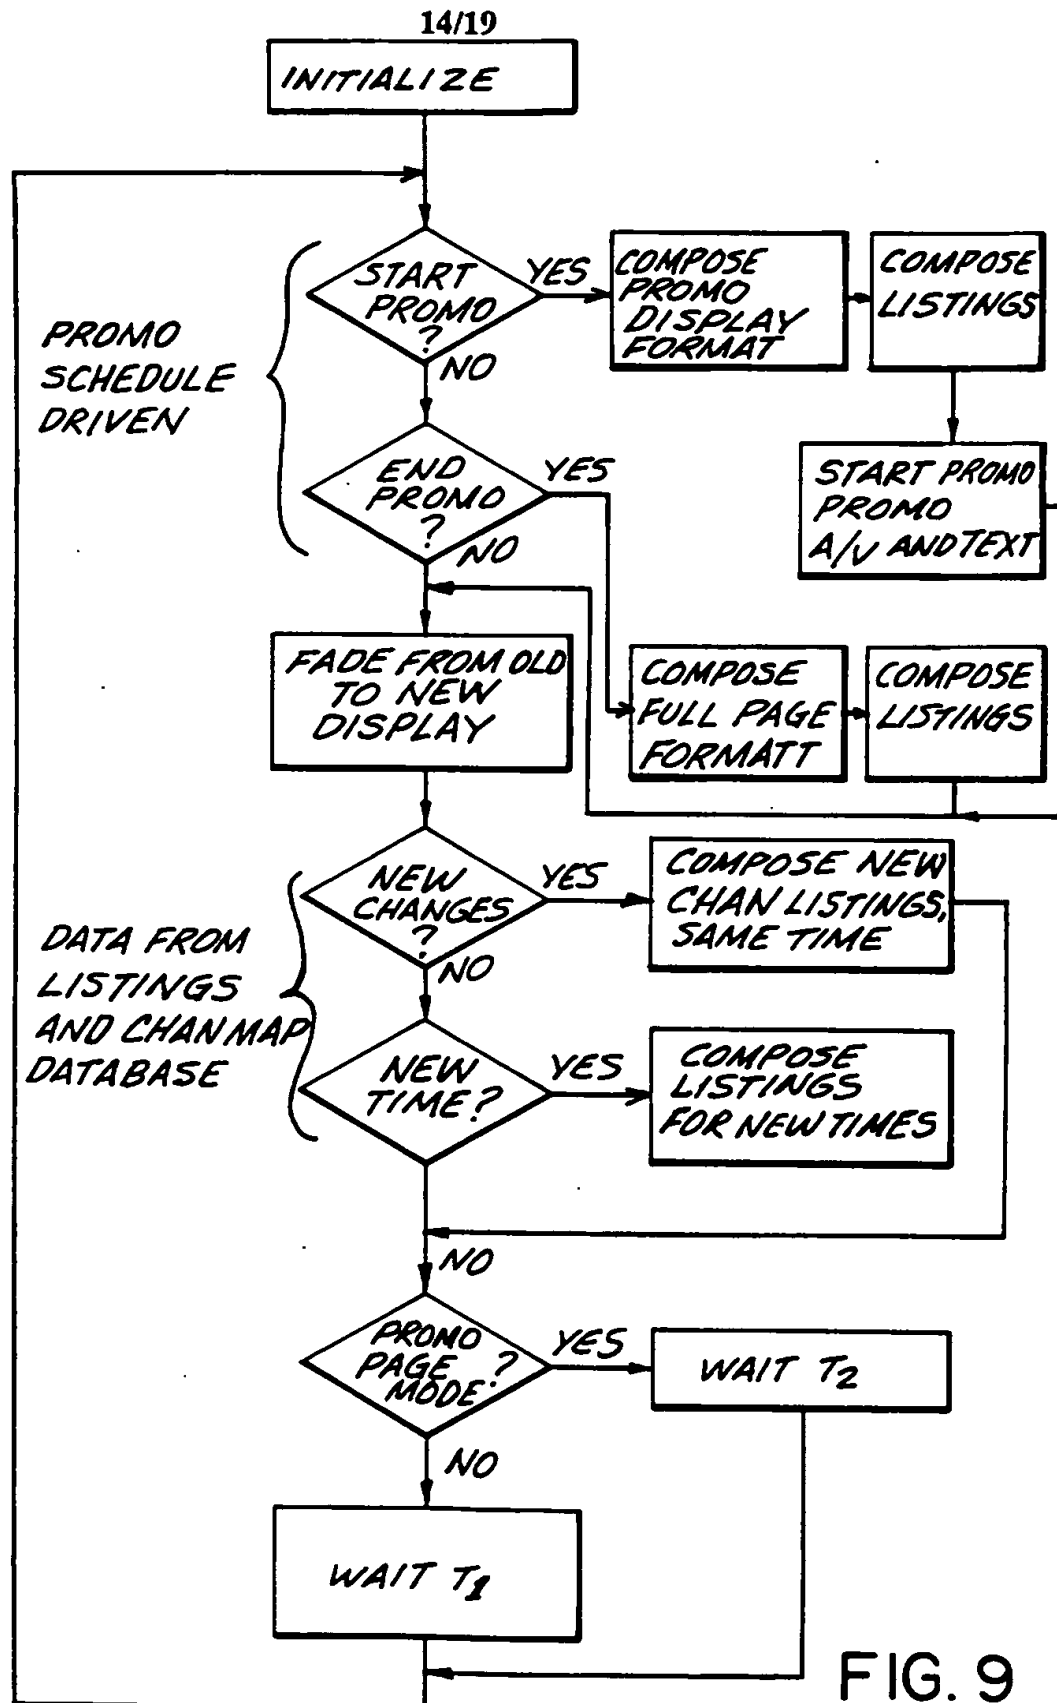 14/19
INITIALIZE
START
PROMO
?
YES
NO
COMPOSE
PROMO
DISPLAY
FORMAT
COMPOSE
LISTINGS
PROMO
SCHEDULE
DRIVEN
END
PROMO
?
YES
NO
START PROMO
PROMO
A/V AND TEXT
FADE FROM OLD
TO NEW
DISPLAY
COMPOSE
FULL PAGE
FORMATT
COMPOSE
LISTINGS
NEW
CHANGES
?
YES
NO
COMPOSE NEW
CHAN LISTINGS,
SAME TIME
DATA FROM
LISTINGS
AND CHAN MAP
DATABASE
NEW
TIME?
YES
COMPOSE
LISTINGS
FOR NEW TIMES
NO
PROMO
PAGE ?
MODE
YES
WAIT T2
NO
WAIT T1
FIG. 9